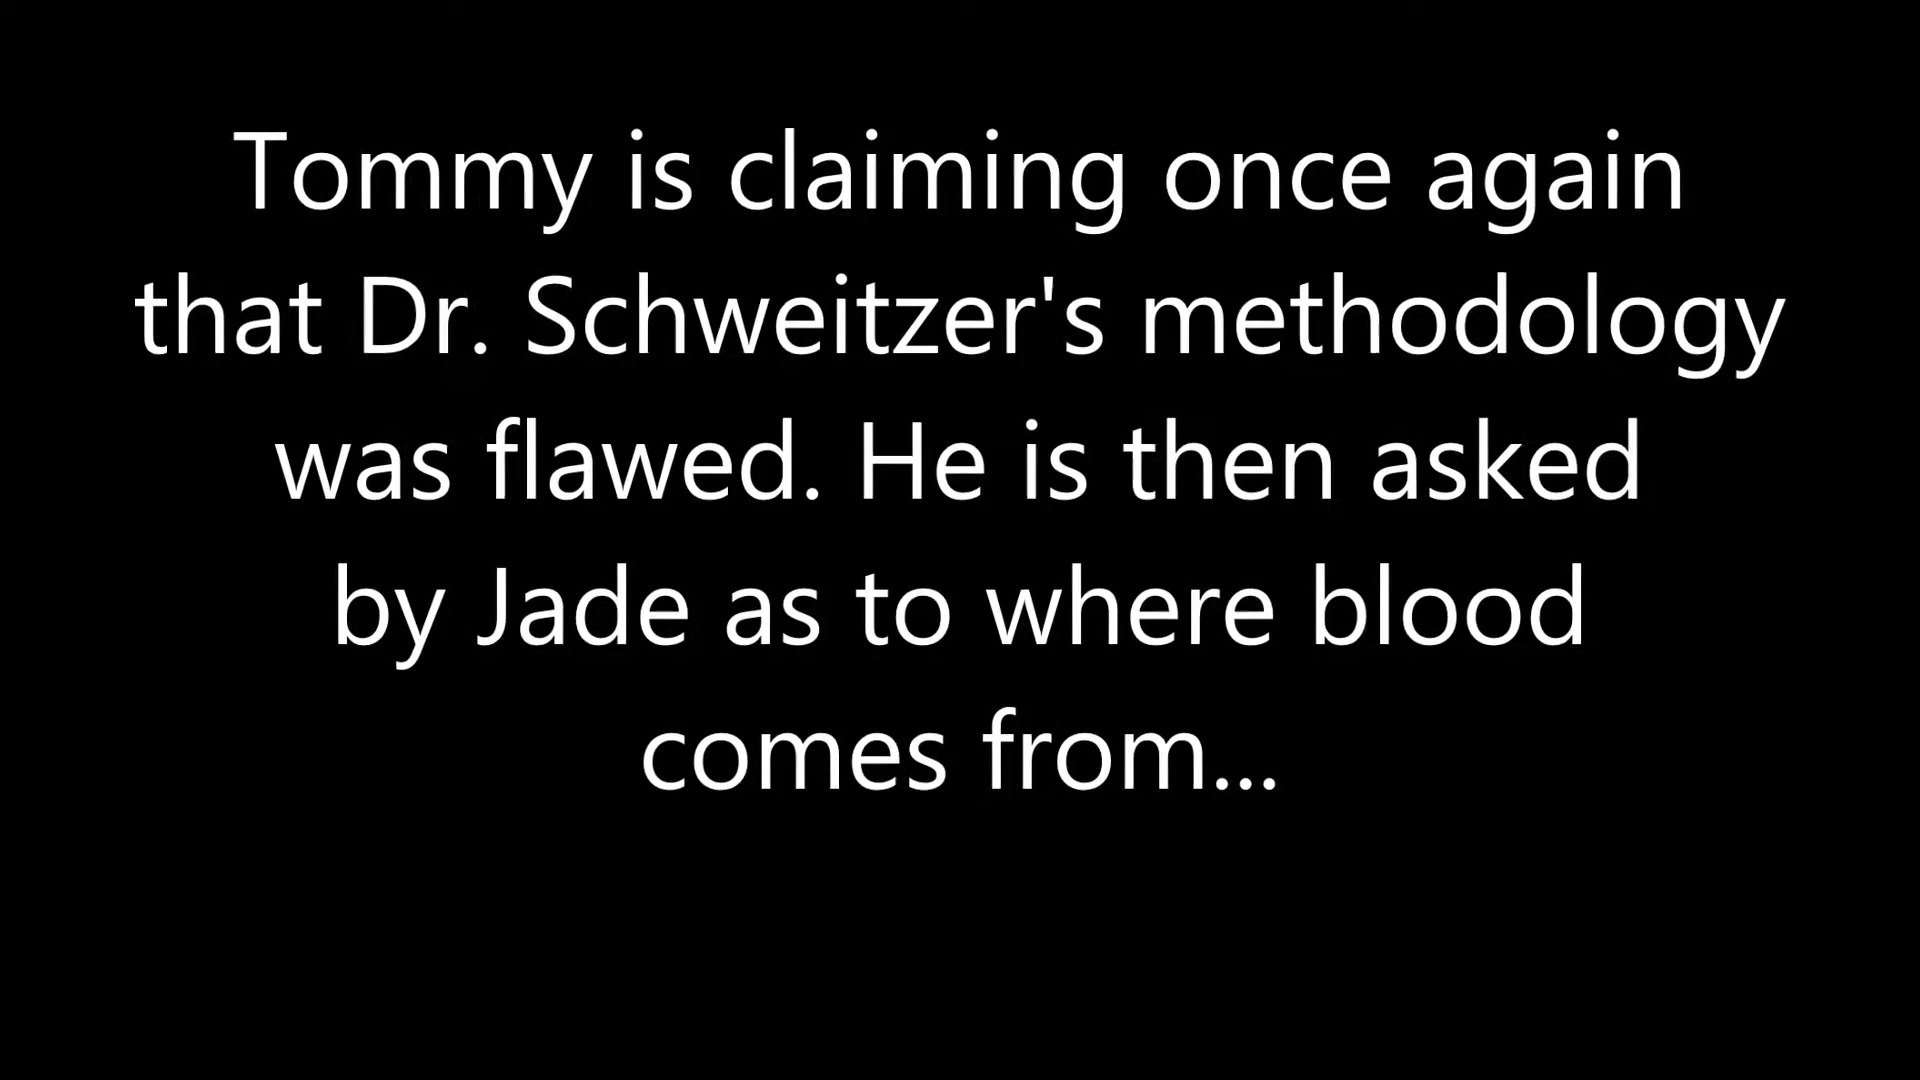 Tommy is claiming once again
that Dr. Schweitzer's methodology
was flawed. He is then asked
by Jade as to where blood
comes from...